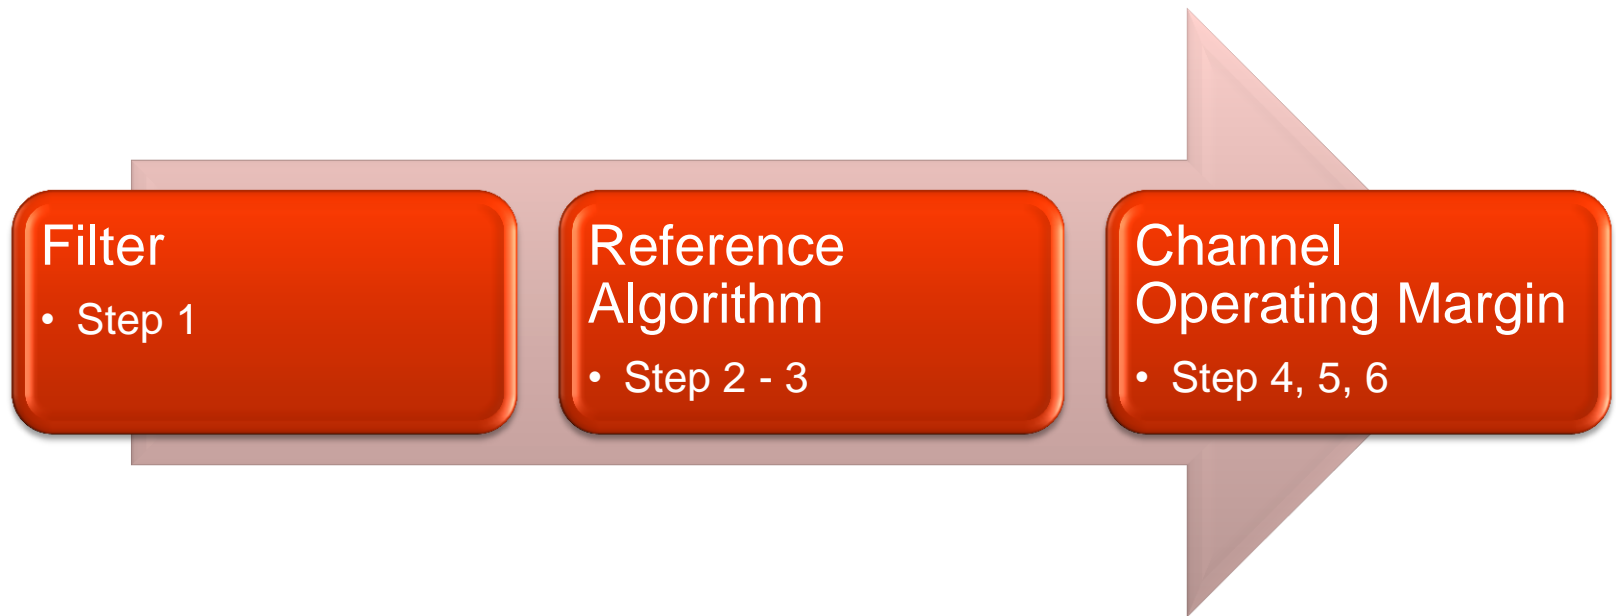 Filter
• Step 1
Reference
Algorithm
• Step 2 - 3
Channel
Operating Margin
• Step 4, 5, 6